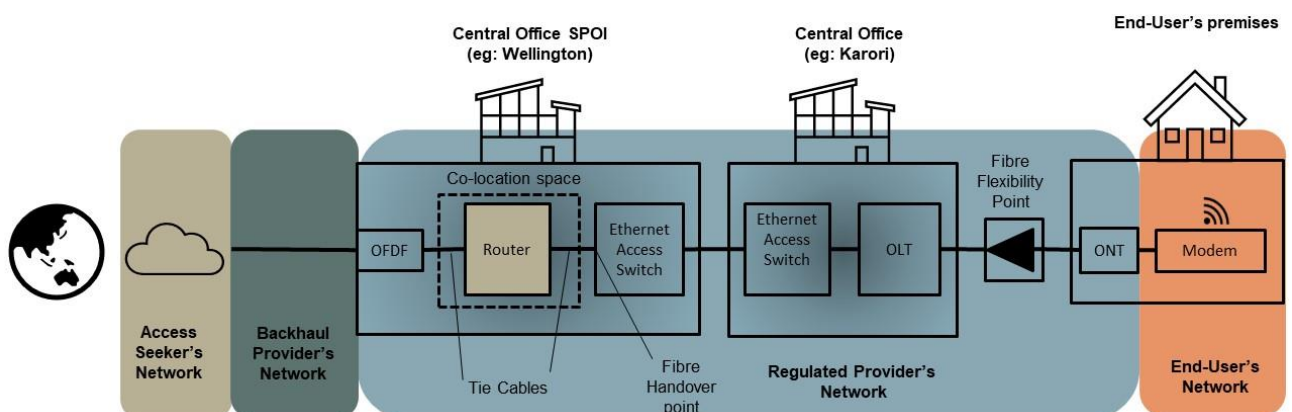 Central Office SPOI
(eg: Wellington)
Central Office
(eg: Karori)
End-User's premises
Co-location space
Fibre
Flexibility
Point
OFDF
Router
Ethernet
Access
Switch
Ethernet
Access
Switch
OLT
ONT
Modem
Access
Seeker's
Network
Backhaul
Provider's
Network
Tie Cables
Fibre
Handover
point
Regulated Provider's
Network
End-User's
Network